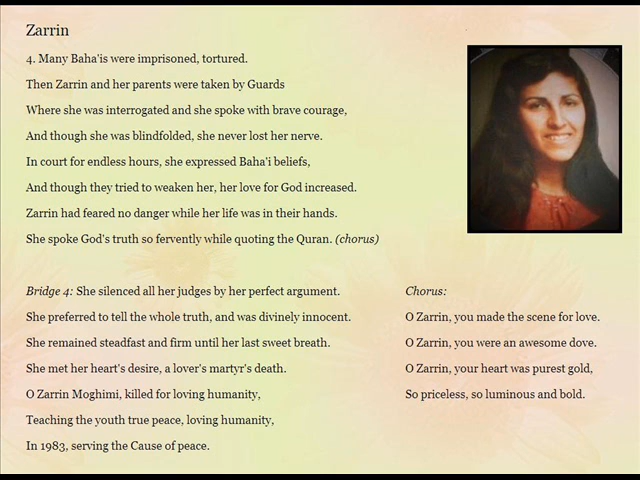 Zarrin
4. Many Baha'is were imprisoned, tortured.
Then Zarrin and her parents were taken by Guards
Where she was interrogated and she spoke with brave courage,
And though she was blindfolded, she never lost her nerve.
In court for endless hours, she expressed Baha'i beliefs,
And though they tried to weaken her, her love for God increased.
Zarrin had feared no danger while her life was in their hands.
She spoke God's truth so fervently while quoting the Quran. (chorus)
Bridge 4: She silenced all her judges by her perfect argument.
She preferred to tell the whole truth, and was divinely innocent.
She remained steadfast and firm until her last sweet breath.
She met her heart's desire, a lover's martyr's death.
O Zarrin Moghimi, killed for loving humanity,
Teaching the youth true peace, loving humanity,
In 1983, serving the Cause of peace.
Chorus:
O Zarrin, you made the scene for love.
O Zarrin, you were an awesome dove.
O Zarrin, your heart was purest gold,
So priceless, so luminous and bold.